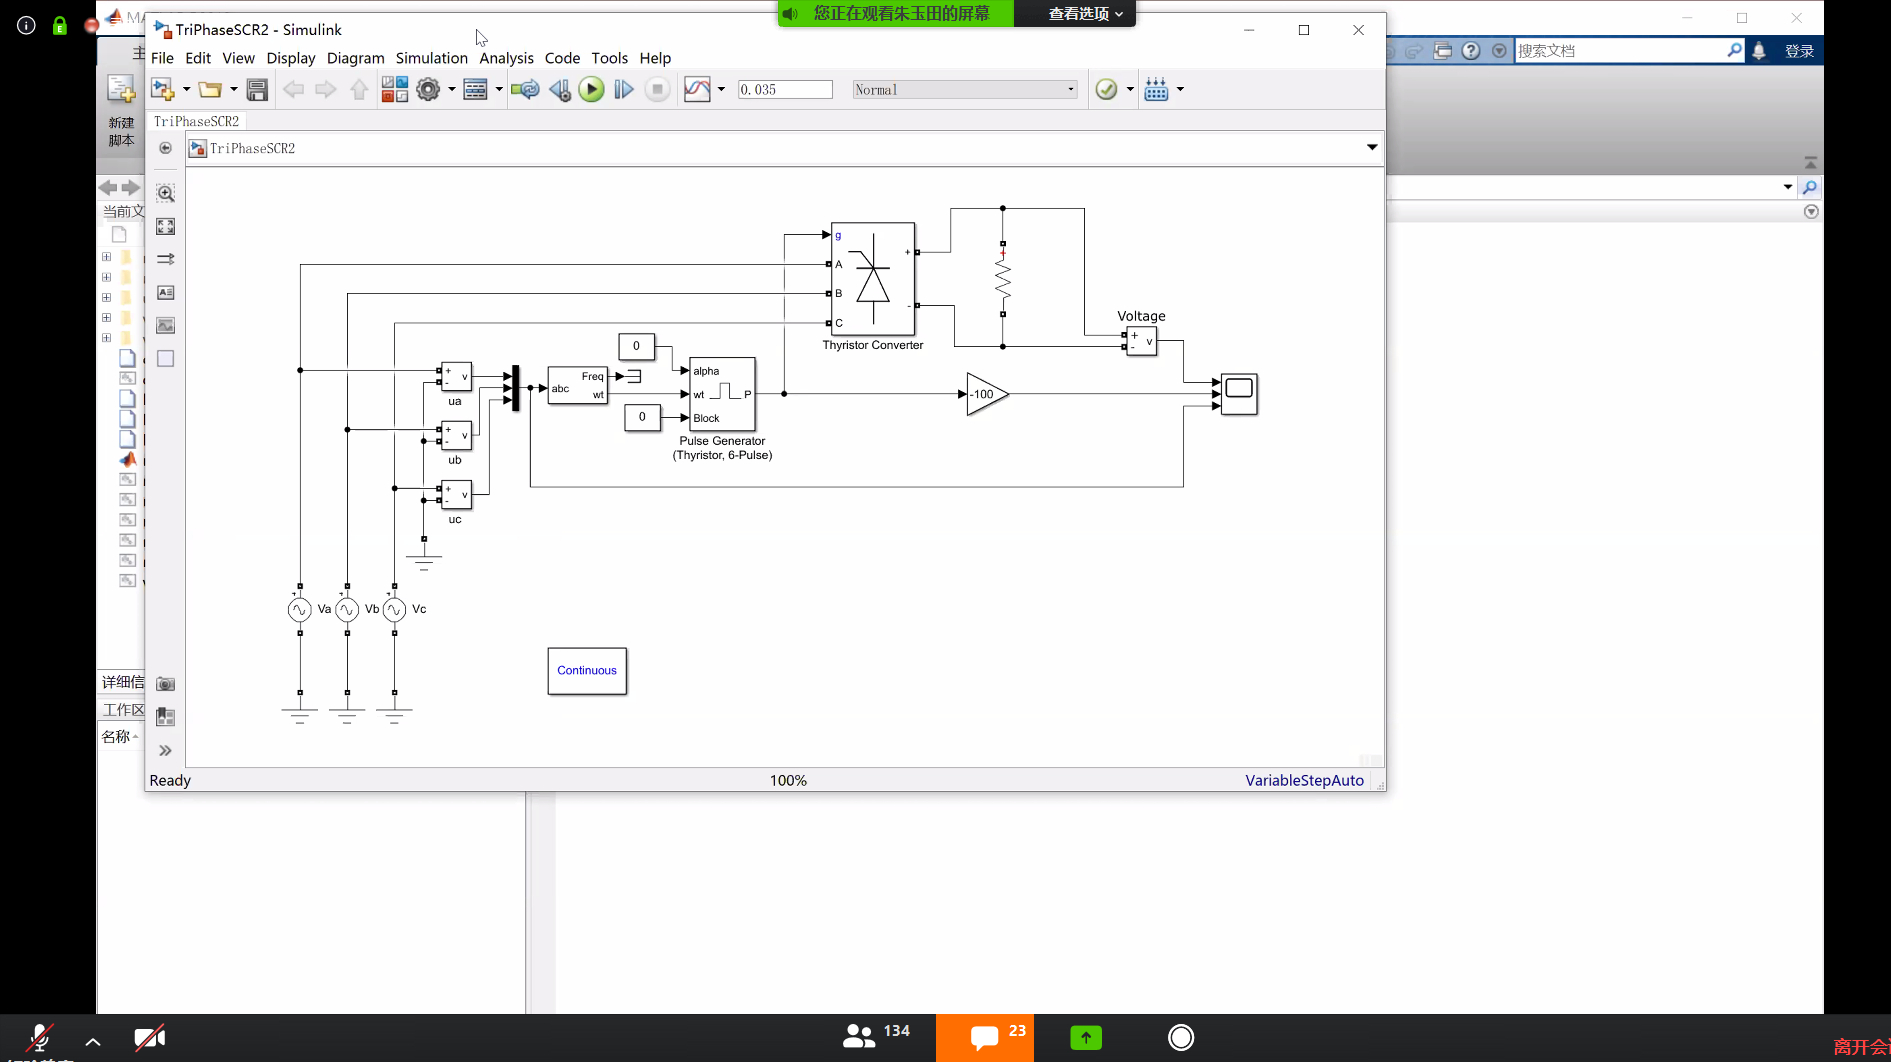 您正在观看朱玉田的屏幕
查看选项
TriPhaseSCR2 - Simulink
File Edit View Display Diagram Simulation Analysis Code Tools Help
搜索文档
登录
新建
脚本
0.035
Normal
TriPhaseSCR2
TriPhaseSCR2
当前文
g
A
B
C
+
-
Thyristor Converter
Voltage
+
-
v
0
alpha
wt
Block
P
Freq
wt
abc
0
Pulse Generator
(Thyristor, 6-Pulse)
-100
+
-
v
ua
+
-
v
ub
+
-
v
uc
Va
Vb
Vc
Continuous
详细信
工作区
名称
Ready
100%
VariableStepAuto
134
23